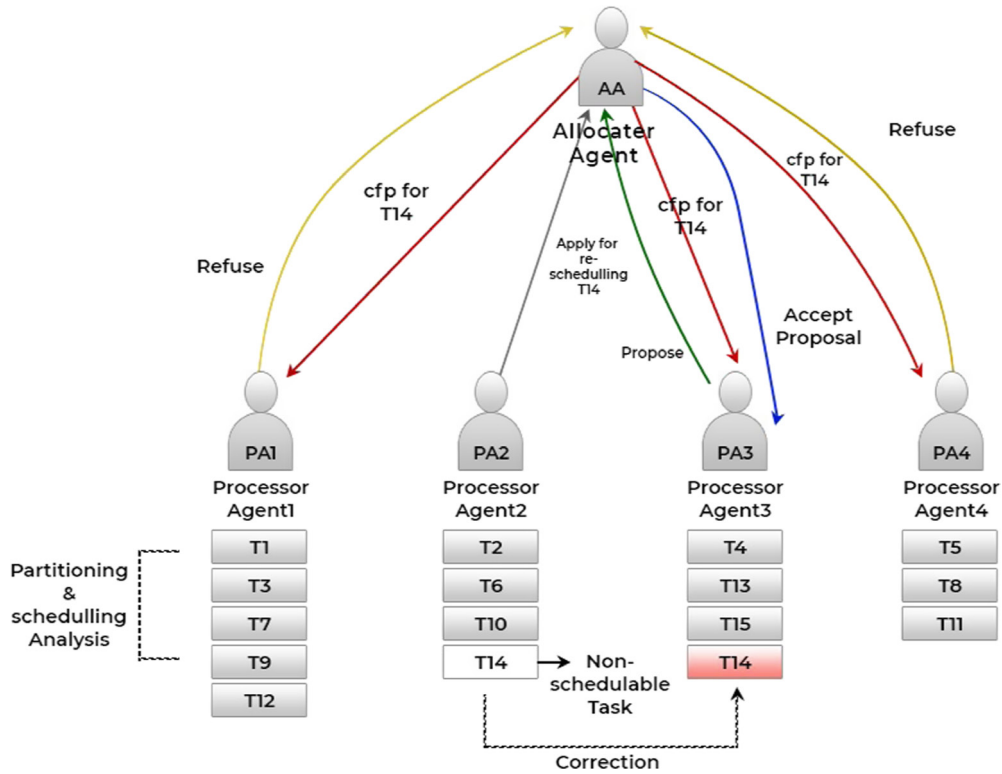 AA
Allocater
Agent
Refuse
cfp for
T14
Refuse
cfp for
T14
cfp for
T14
Apply for
re-
schedulling
T14
Propose
Accept
Proposal
PA1
PA2
PA3
PA4
Processor
Agent1
Processor
Agent2
Processor
Agent3
Processor
Agent4
Partitioning
&
schedulling
Analysis
T1
T3
T7
T9
T12
T2
T6
T10
T14
Non-
schedulable
Task
T4
T13
T15
T14
T5
T8
T11
Correction